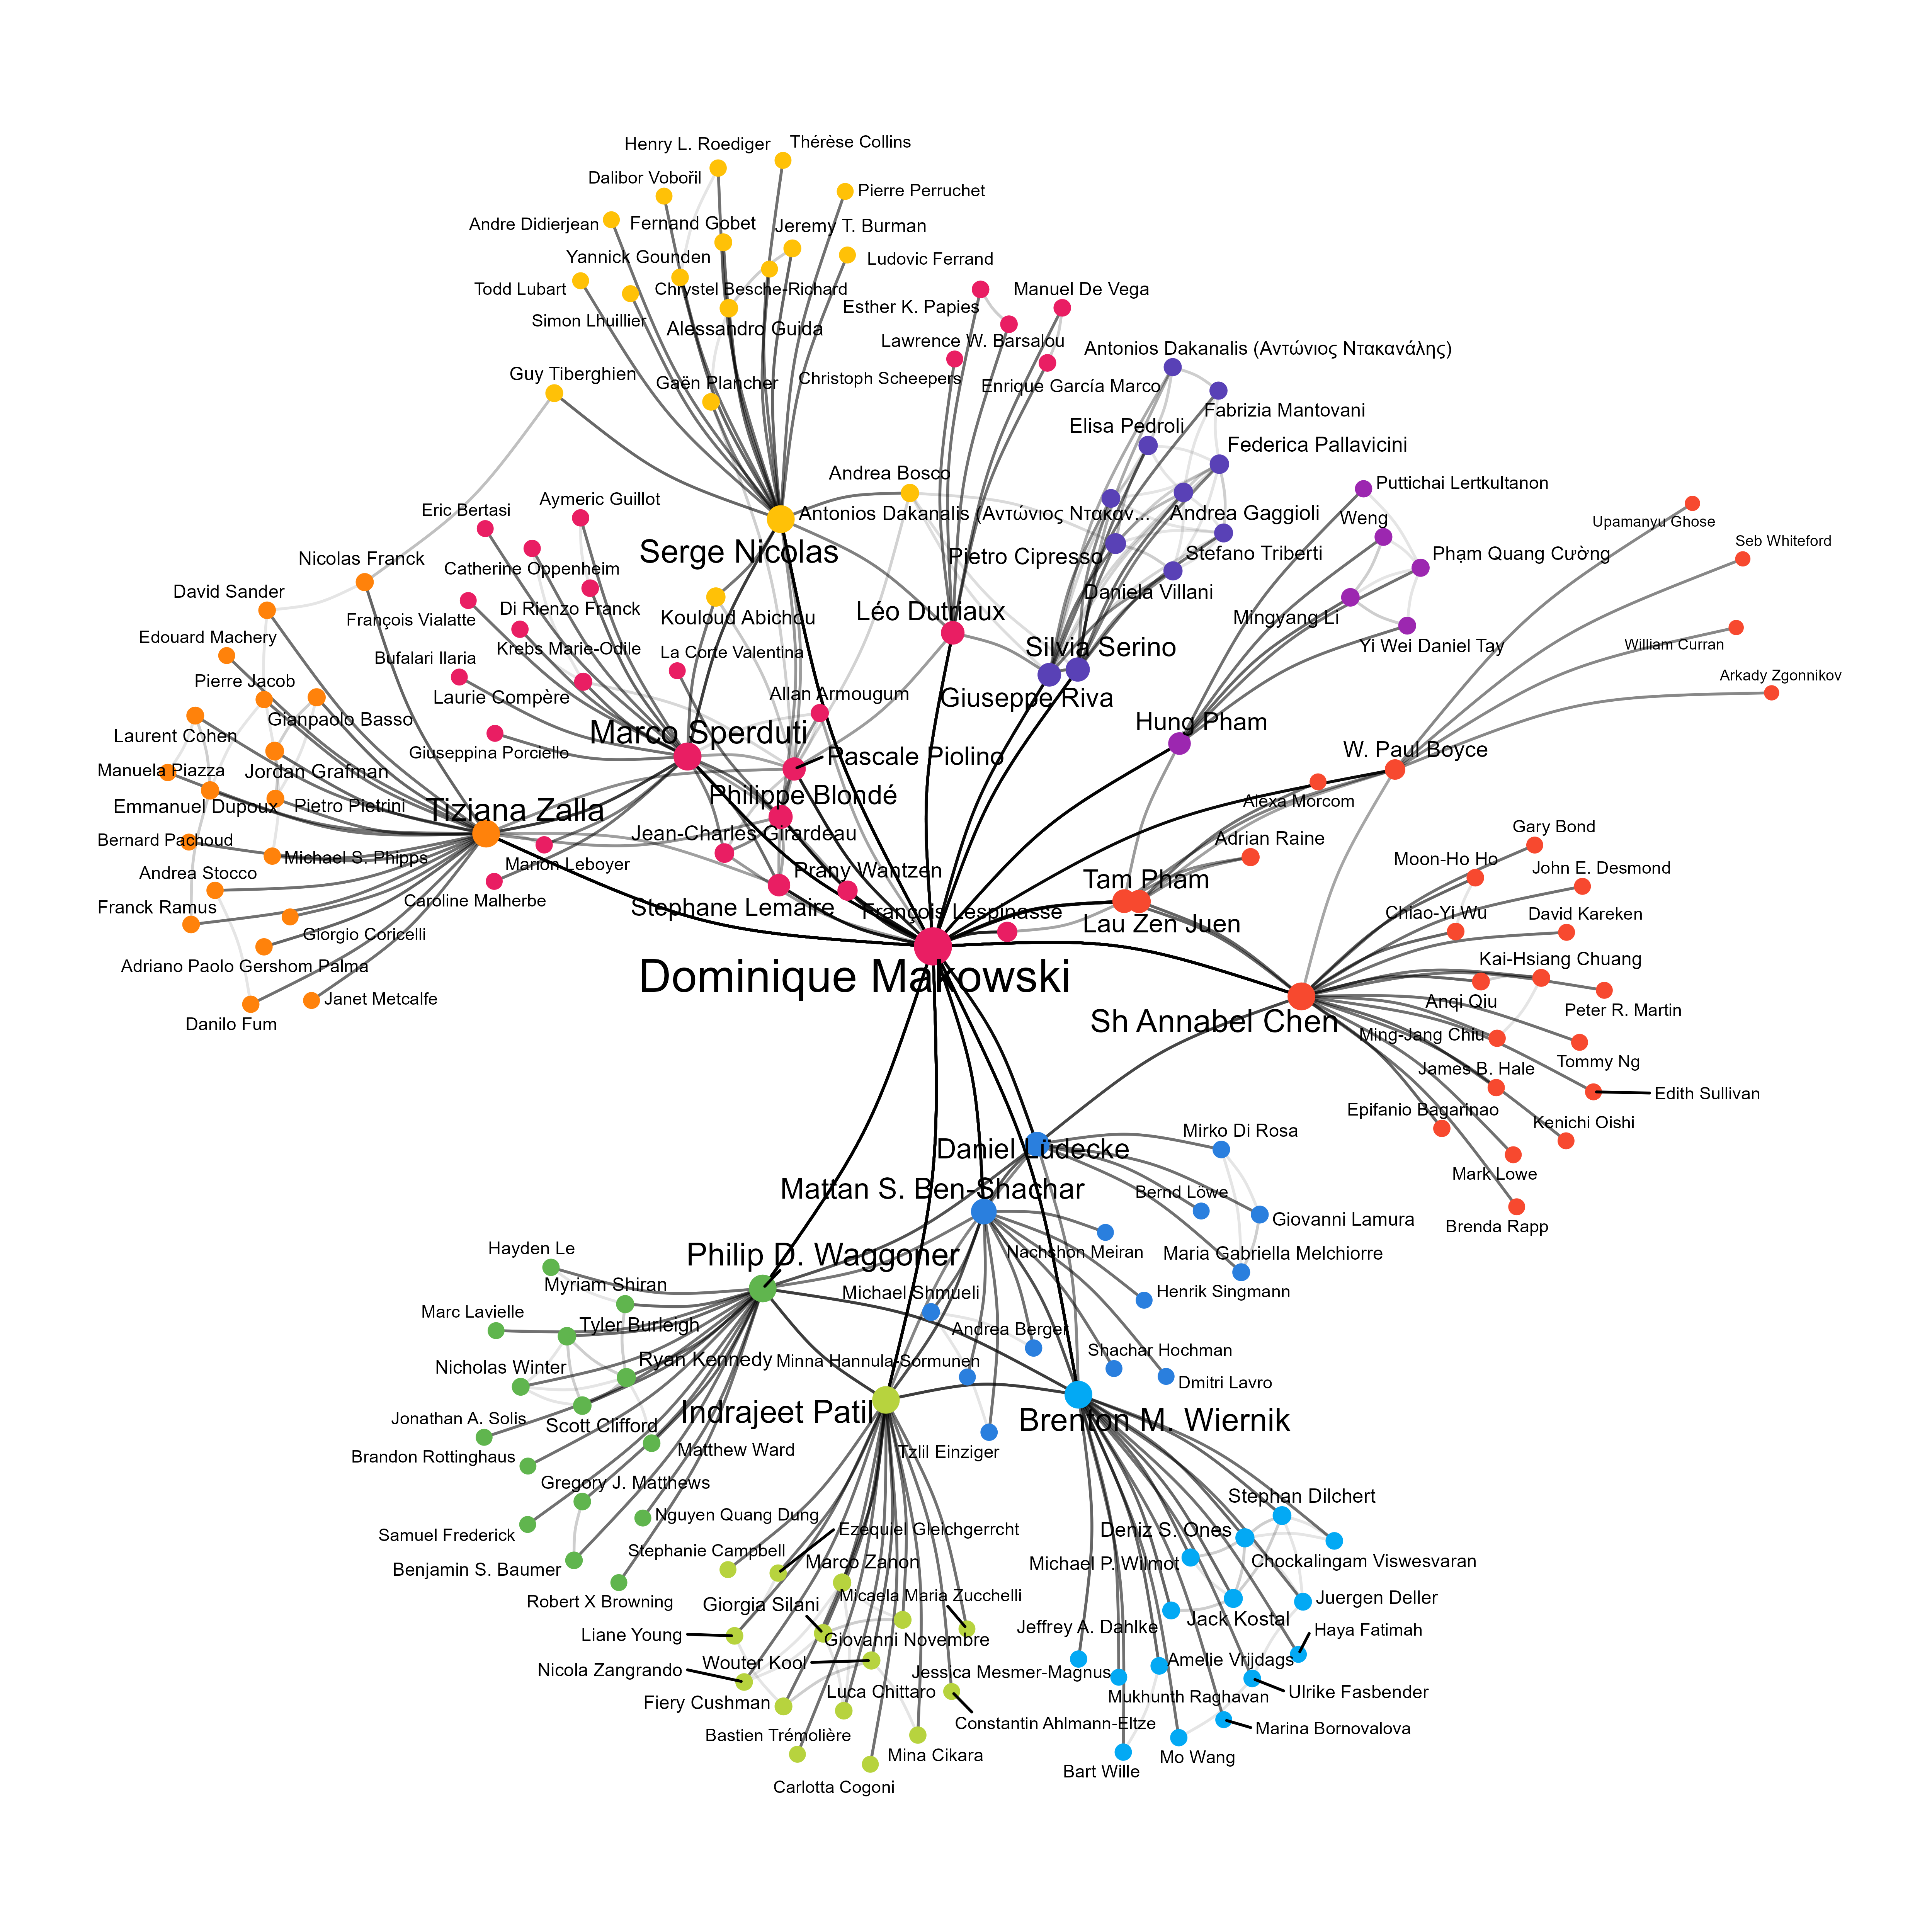 Henry L. Roediger
Thérèse Collins
Dalibor Vobořil
Pierre Perruchet
Andre Didierjean
Fernand Gobet
Jeremy T. Burman
Yannick Gounden
Ludovic Ferrand
Todd Lubart
Chrystel Besche-Richard
Manuel De Vega
Esther K. Papies
Simon Lhuillier
Alessandro Guida
Lawrence W. Barsalou
Antonios Dakanalis (Αντώνιος Ντακανάλης)
Guy Tiberghien
Gaën Plancher
Christoph Scheepers
Enrique García Marco
Fabrizia Mantovani
Elisa Pedroli
Federica Pallavicini
Andrea Bosco
Puttichai Lertkultanon
Aymeric Guillot
Eric Bertasi
Antonios Dakanalis (Αντώνιος Ντακαν...
Andrea Gaggioli
Weng
Upamanyu Ghose
Seb Whiteford
Serge Nicolas
Pietro Cipresso
Stefano Triberti
Phạm Quang Cường
Nicolas Franck
Catherine Oppenheim
David Sander
Daniela Villani
Di Rienzo Franck
Léo Dutriaux
François Vialatte
Kouloud Abichou
Mingyang Li
Edouard Machery
Krebs Marie-Odile
La Corte Valentina
Silvia Serino
Yi Wei Daniel Tay
William Curran
Bufalari Ilaria
Pierre Jacob
Laurie Compère
Allan Armougum
Giuseppe Riva
Arkady Zgonnikov
Gianpaolo Basso
Hung Pham
Laurent Cohen
Marco Sperduti
Giuseppina Porciello
Pascale Piolino
W. Paul Boyce
Manuela Piazza
Jordan Grafman
Philippe Blondé
Alexa Morcom
Emmanuel Dupoux
Pietro Pietrini
Tiziana Zalla
Jean-Charles Girardeau
Adrian Raine
Gary Bond
Bernard Pachoud
Michael S. Phipps
Marion Leboyer
Prany Wantzen
Moon-Ho Ho
John E. Desmond
Andrea Stocco
Tam Pham
Caroline Malherbe
Franck Ramus
Stephane Lemaire
François Lespinasse
Chiao-Yi Wu
David Kareken
Giorgio Coricelli
Lau Zen Juen
Adriano Paolo Gershom Palma
Dominique Makowski
Kai-Hsiang Chuang
Janet Metcalfe
Anqi Qiu
Peter R. Martin
Danilo Fum
Sh Annabel Chen
Ming-Jang Chiu
Tommy Ng
James B. Hale
Edith Sullivan
Epifanio Bagarinao
Kenichi Oishi
Daniel Lüdecke
Mirko Di Rosa
Mark Lowe
Mattan S. Ben-Shachar
Bernd Löwe
Giovanni Lamura
Brenda Rapp
Hayden Le
Philip D. Waggoner
Nachshon Meiran
Maria Gabriella Melchiorre
Myriam Shiran
Michael Shmueli
Henrik Singmann
Marc Lavielle
Tyler Burleigh
Andrea Berger
Shachar Hochman
Nicholas Winter
Ryan Kennedy
Minna Hannula-Sormunen
Dmitri Lavro
Jonathan A. Solis
Scott Clifford
Indrajeet Patil
Brenton M. Wiernik
Brandon Rottinghaus
Matthew Ward
Tzlil Einziger
Gregory J. Matthews
Stephan Dilchert
Samuel Frederick
Nguyen Quang Dung
Ezequiel Gleichgerrcht
Deniz S. Ones
Stephanie Campbell
Marco Zanon
Michael P. Wilmot
Chockalingam Viswesvaran
Benjamin S. Baumer
Micaela Maria Zucchelli
Robert X Browning
Giorgia Silani
Juergen Deller
Jeffrey A. Dahlke
Jack Kostal
Liane Young
Giovanni Novembre
Haya Fatimah
Nicola Zangrando
Wouter Kool
Jessica Mesmer-Magnus
Amelie Vrijdags
Fiery Cushman
Luca Chittaro
Mukhunth Raghavan
Ulrike Fasbender
Bastien Trémolière
Constantin Ahlmann-Eltze
Marina Bornovalova
Mina Cikara
Mo Wang
Carlotta Cogoni
Bart Wille